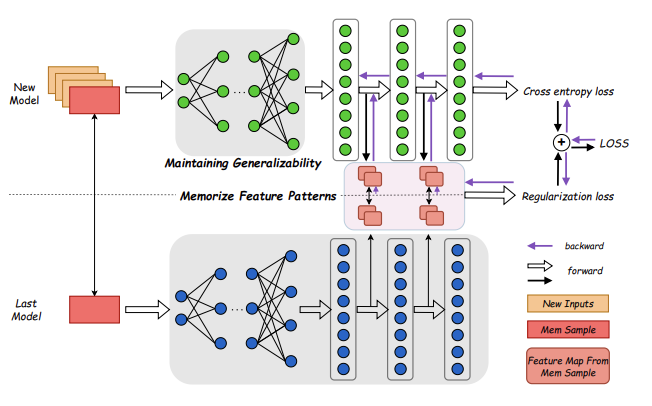 New
Model
Maintaining Generalizability
Cross entropy loss
+
LOSS
Memorize Feature Patterns
Regularization loss
Last
Model
backward
forward
New Inputs
Mem Sample
Feature Map From
Mem Sample